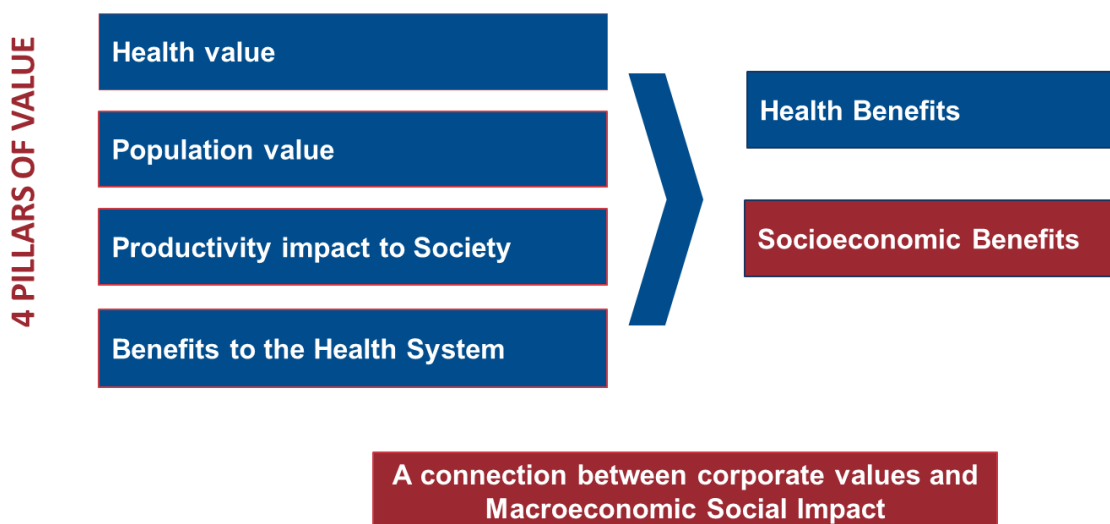 4 PILLARS OF VALUE
Health value
Population value
Productivity impact to Society
Benefits to the Health System
Health Benefits
Socioeconomic Benefits
A connection between corporate values and
Macroeconomic Social Impact